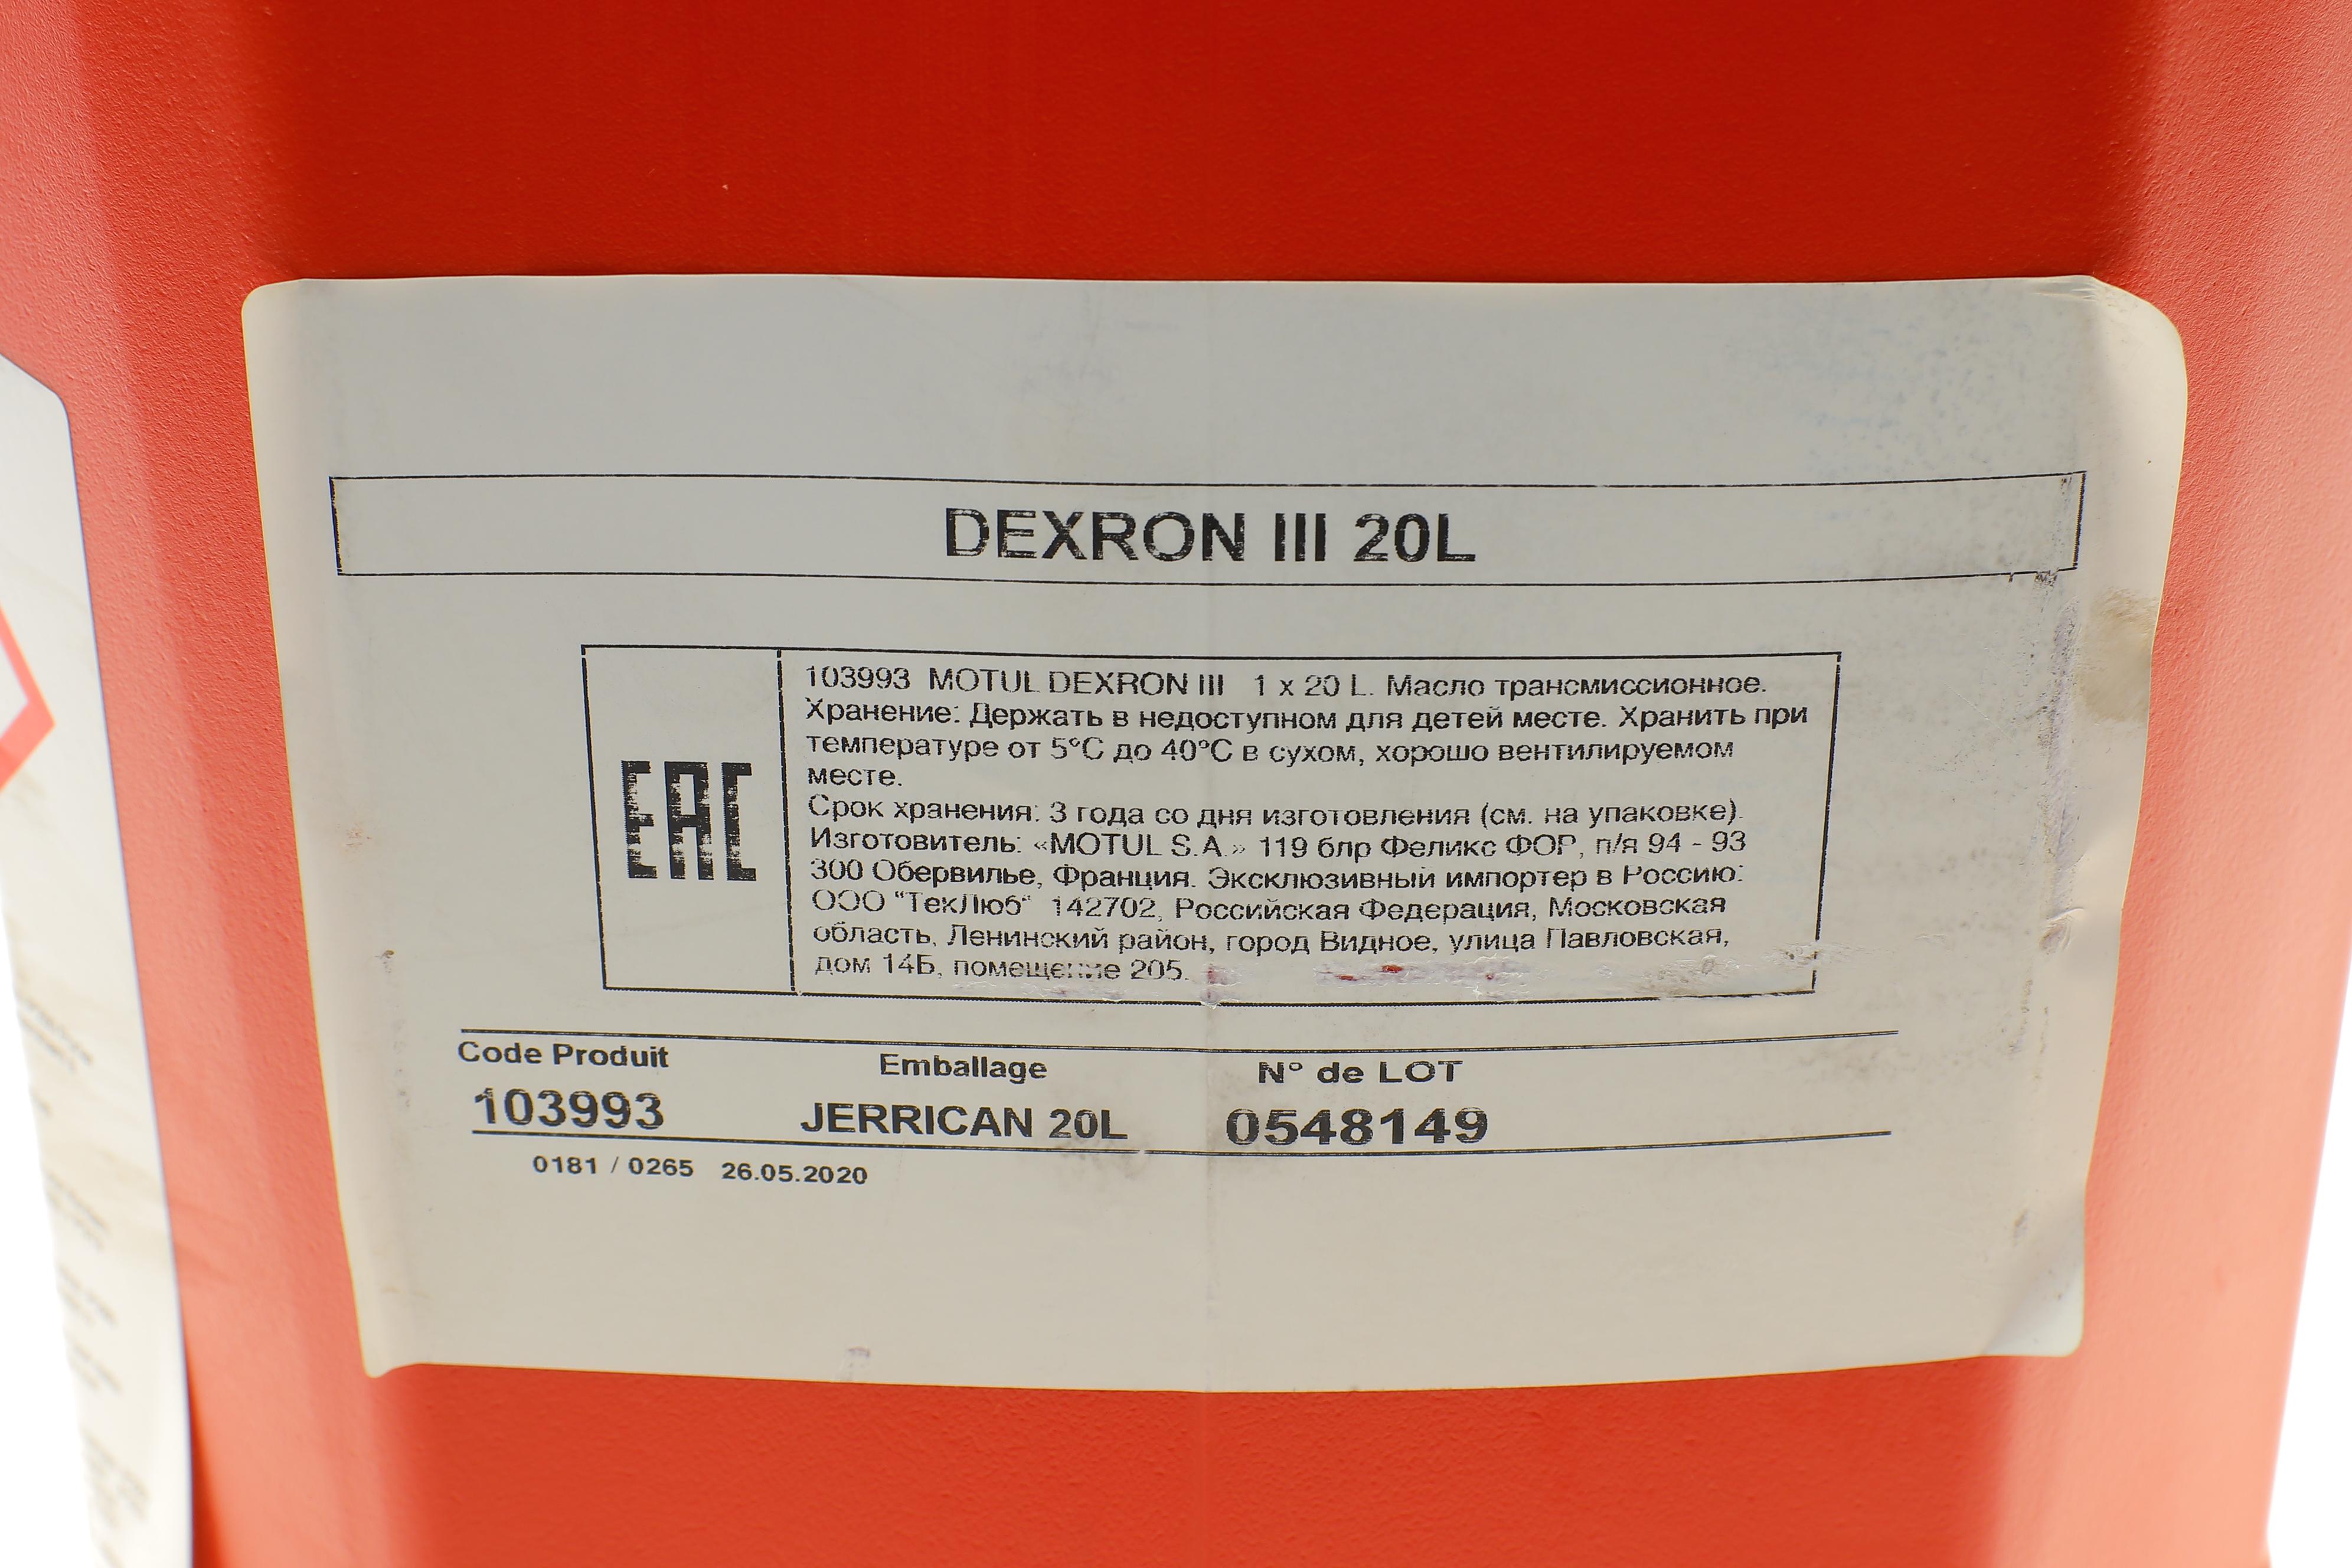 DEXRON III 20L
EAC
103993 MOTUL DEXRON III 1 x 20 L. Масло трансмиссионное.
Хранение: Держать в недоступном для детей месте. Хранить при
температуре от 5°C до 40°C в сухом, хорошо вентилируемом
месте.
Срок хранения: 3 года со дня изготовления (см. на упаковке).
Изготовитель: «MOTUL S.A.» 119 блр Феликс ФОР, п/я 94 - 93
300 Обервилье, Франция. Эксклюзивный импортер в Россию:
ООО "ТекЛюб" 142702, Российская Федерация, Московская
область, Ленинский район, город Видное, улица Павловская,
дом 14Б, помещение 205.
Code Produit Emballage N° de LOT
103993 JERRICAN 20L 0548149
0181 / 0265 26.05.2020